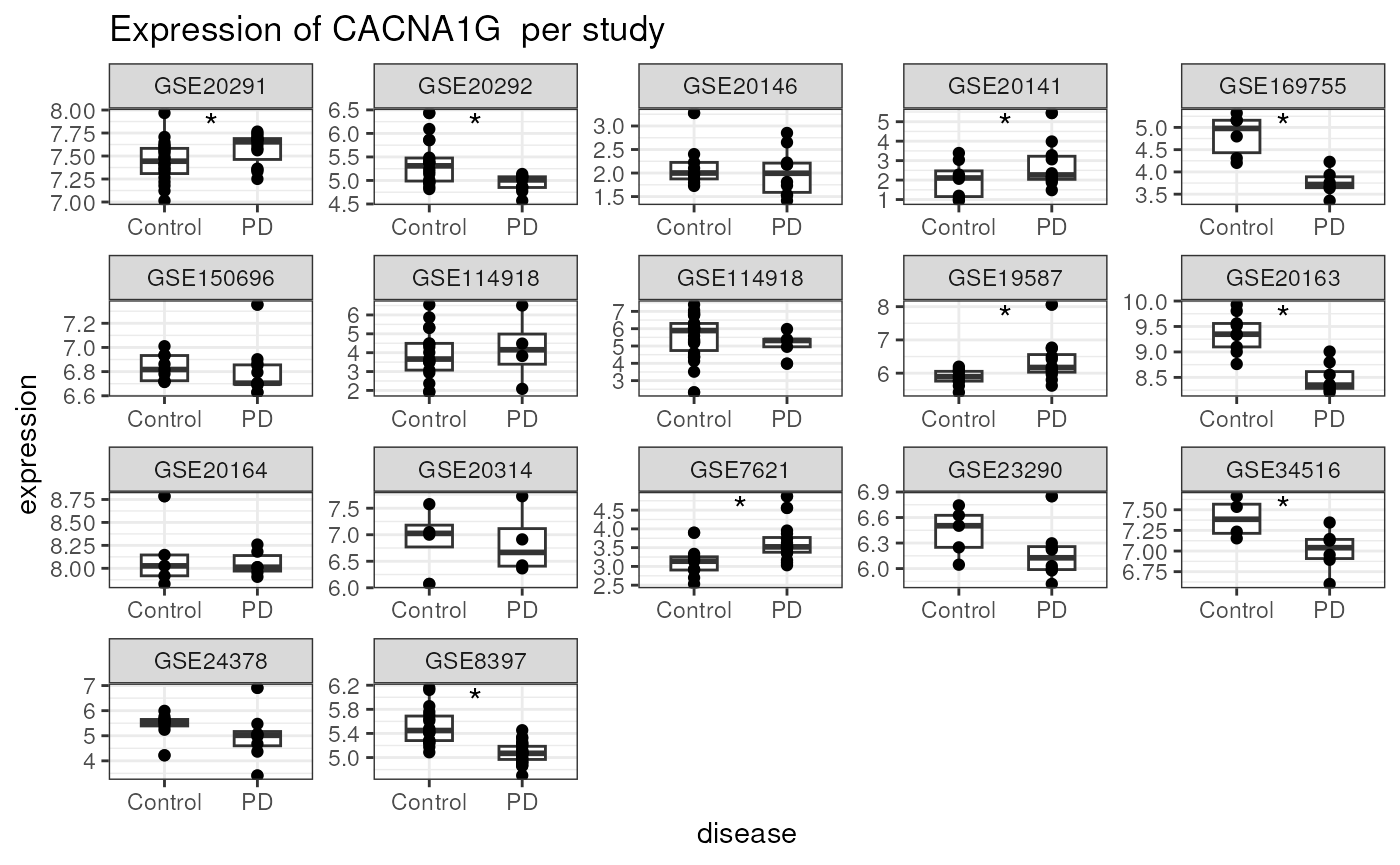 Expression of CACNA1G  per study
GSE20291 GSE20292 GSE20146 GSE20141 GSE169755
8.00 7.75 7.50 7.25 7.00
6.5 6.0 5.5 5.0 4.5
3.0 2.5 2.0 1.5
5 4 3 2 1
5.0 4.5 4.0 3.5
* * * *
Control PD Control PD Control PD Control PD Control PD
GSE150696 GSE114918 GSE114918 GSE19587 GSE20163
7.2 7.0 6.8 6.6
6 5 4 3 2
7 6 5 4 3
8 7 6
10.0 9.5 9.0 8.5
* *
Control PD Control PD Control PD Control PD Control PD
GSE20164 GSE20314 GSE7621 GSE23290 GSE34516
8.75 8.50 8.25 8.00
7.5 7.0 6.5 6.0
4.5 4.0 3.5 3.0 2.5
6.9 6.6 6.3 6.0
7.50 7.25 7.00 6.75
* *
Control PD Control PD Control PD Control PD Control PD
GSE24378 GSE8397
7 6 5 4
6.2 5.8 5.4 5.0
*
Control PD Control PD
expression
disease